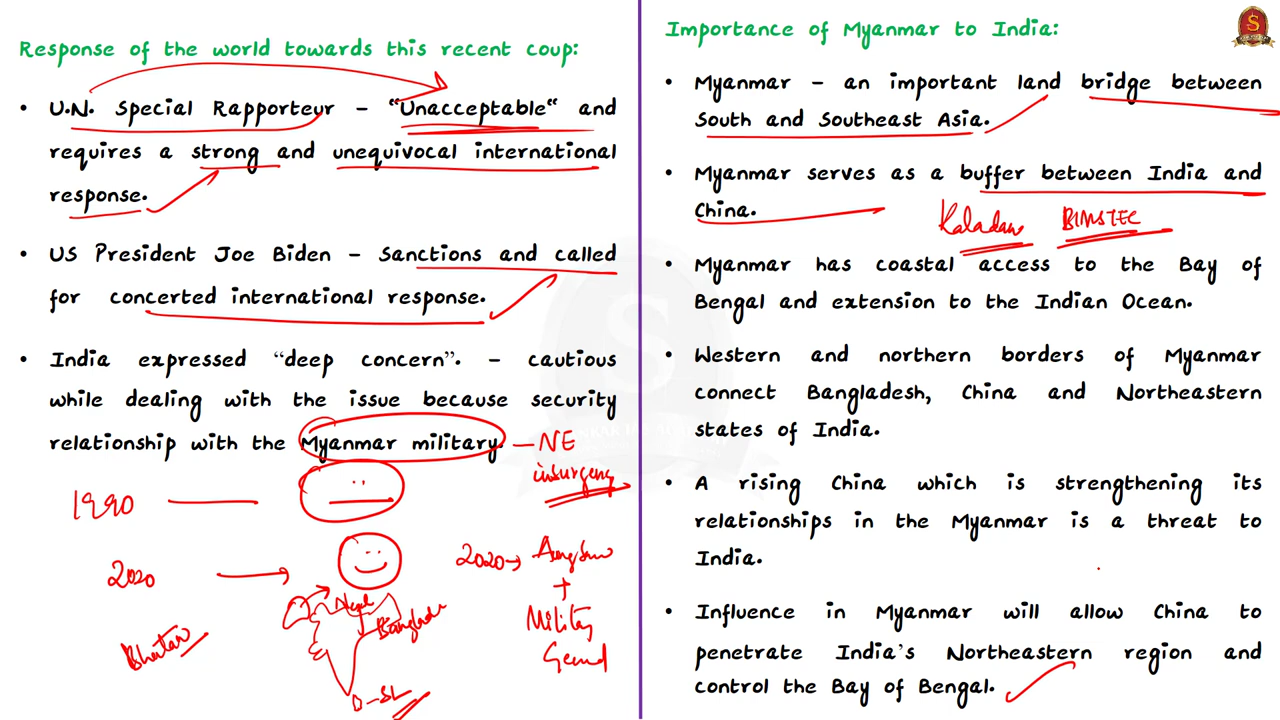 Response of the world towards this recent coup:
• U.N. Special Rapporteur – "Unacceptable" and
requires a strong and unequivocal international
response.
• US President Joe Biden – Sanctions and called
for concerted international response.
• India expressed “deep concern”. – cautious
while dealing with the issue because security
relationship with the Myanmar military.
– NE
insurgency
1990
2020
2020 →
+
Military
Nepal
Bhutan
SL
Importance of Myanmar to India:
• Myanmar – an important land bridge between
South and Southeast Asia.
• Myanmar serves as a buffer between India and
China.
Kaladan BIMSTEC
• Myanmar has coastal access to the Bay of
Bengal and extension to the Indian Ocean.
• Western and northern borders of Myanmar
connect Bangladesh, China and Northeastern
states of India.
• A rising China which is strengthening its
relationships in the Myanmar is a threat to
India.
• Influence in Myanmar will allow China to
penetrate India's Northeastern region and
control the Bay of Bengal.